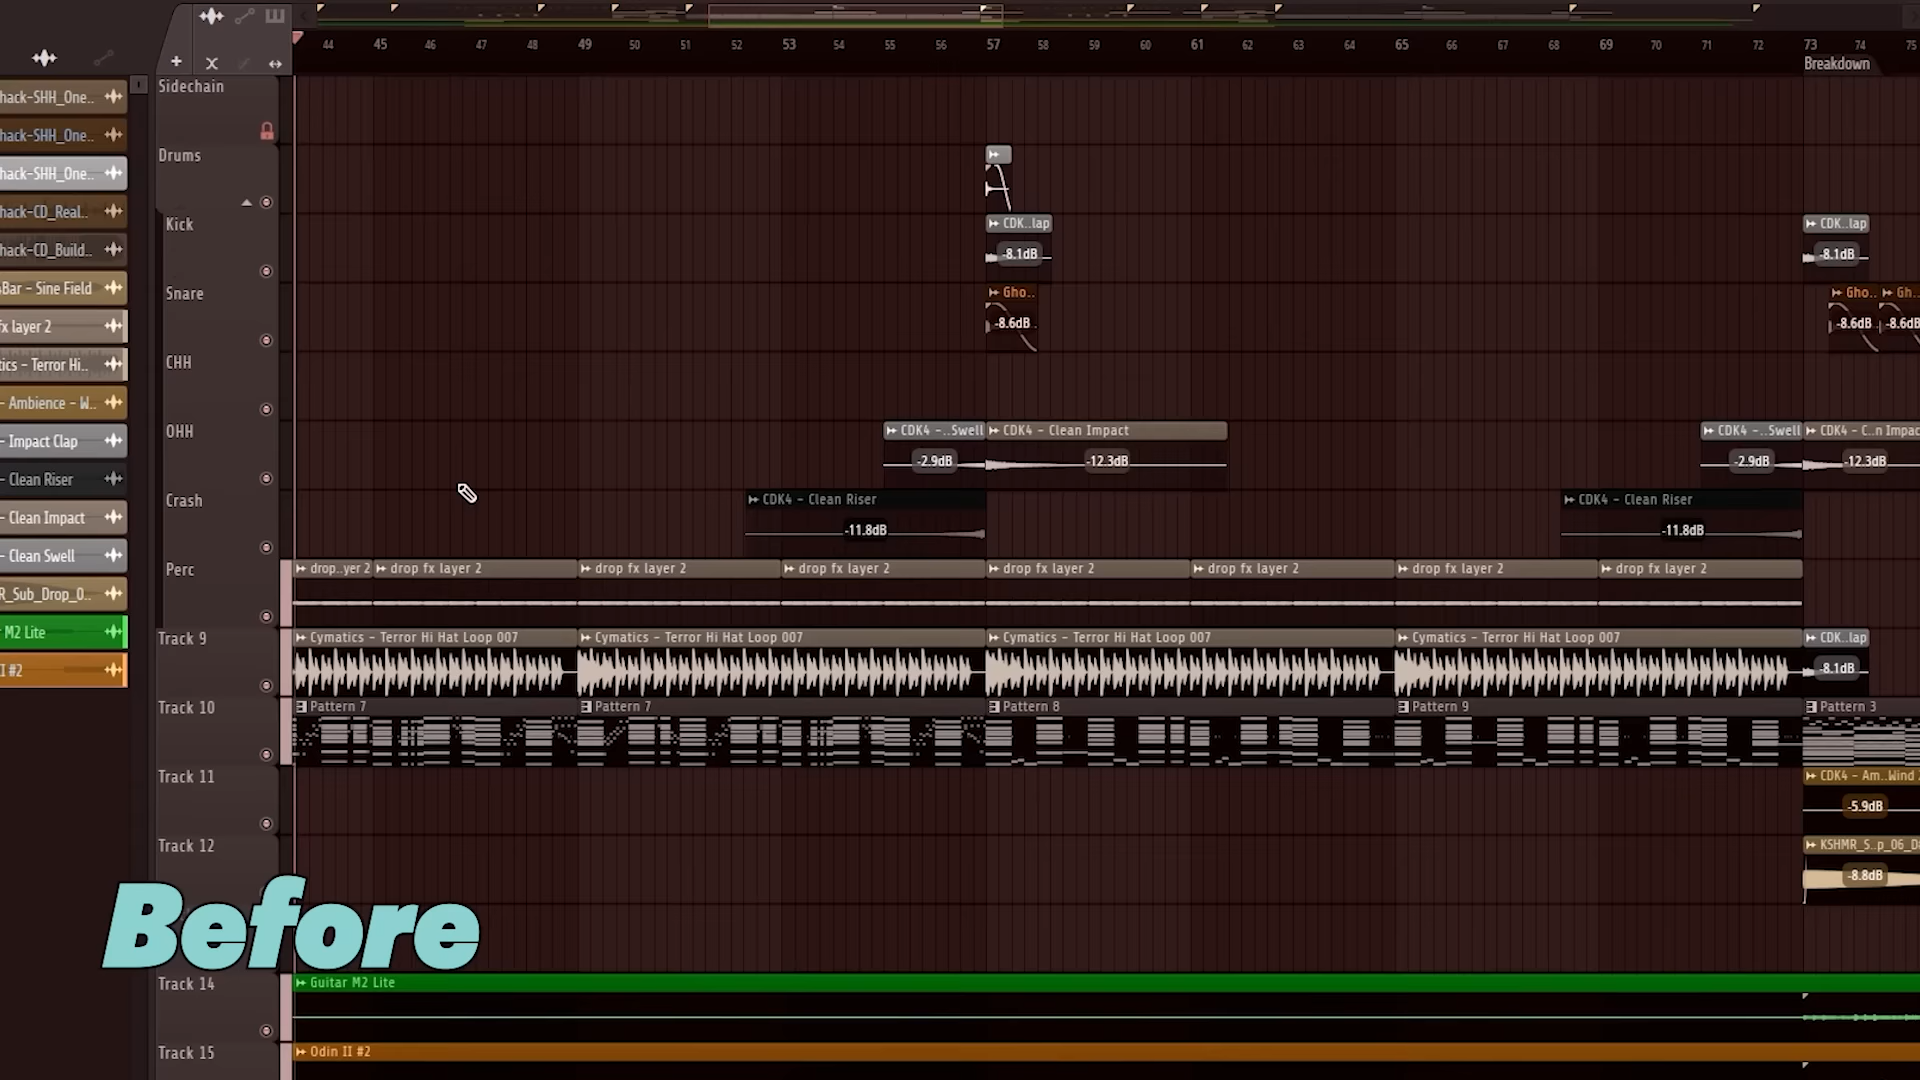 44 45 46 47 48 49 50 51 52 53 54 55 56 57 58 59 60 61 62 63 64 65 66 67 68 69 70 71 72 73 74 75
Breakdown
hack-SHH_One..
hack-SHH_One..
hack-SHH_One..
hack-CD_Real..
hack-CD_Build..
Bar - Sine Field
fx layer 2
tics - Terror Hi..
- Ambience - W..
- Impact Clap
- Clean Riser
- Clean Impact
- Clean Swell
R_Sub_Drop_0..
M2 Lite
I #2
Sidechain
Drums
Kick
CDK..lap
CDK..lap
-8.1dB
-8.1dB
Snare
Gho..
Gho..
Gh..
-8.6dB
-8.6dB
-8.6dB
CHH
OHH
CDK4 -..Swell
CDK4 - Clean Impact
CDK4 -..Swell
CDK4 - C..n Impac
-2.9dB
-12.3dB
-2.9dB
-12.3dB
Crash
CDK4 - Clean Riser
CDK4 - Clean Riser
-11.8dB
-11.8dB
Perc
drop..yer 2
drop fx layer 2
drop fx layer 2
drop fx layer 2
drop fx layer 2
drop fx layer 2
drop fx layer 2
drop fx layer 2
Track 9
Cymatics - Terror Hi Hat Loop 007
Cymatics - Terror Hi Hat Loop 007
Cymatics - Terror Hi Hat Loop 007
Cymatics - Terror Hi Hat Loop 007
CDK..lap
-8.1dB
Track 10
Pattern 7
Pattern 7
Pattern 8
Pattern 9
Pattern 3
Track 11
CDK4 - Am..Wind
-5.9dB
Track 12
KSHMR_S..p_06_D
-8.8dB
Before
Track 14
Guitar M2 Lite
Track 15
Odin II #2